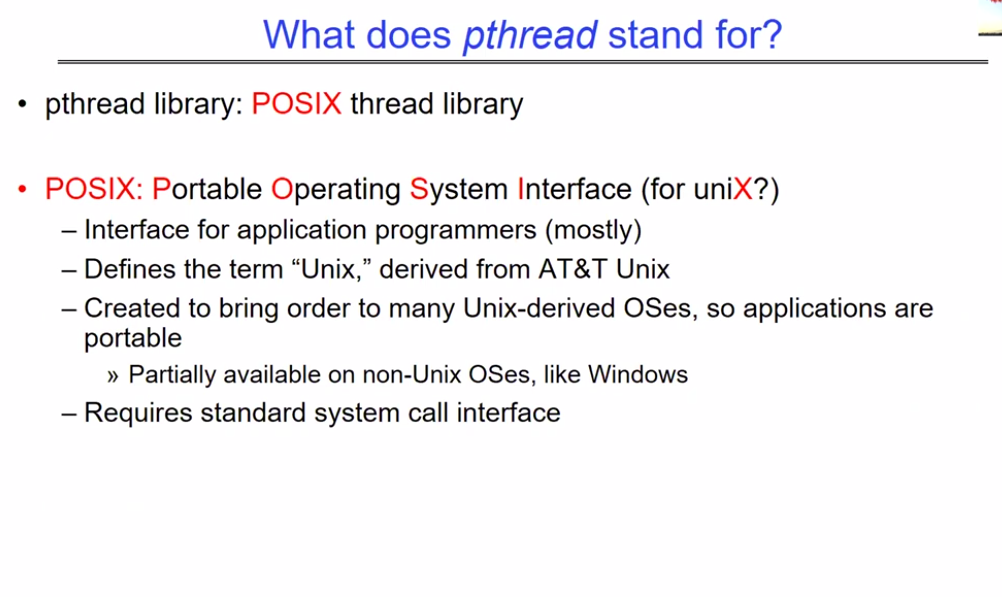 What does pthread stand for?
• pthread library: POSIX thread library
• POSIX: Portable Operating System Interface (for uniX?)
– Interface for application programmers (mostly)
– Defines the term “Unix,” derived from AT&T Unix
– Created to bring order to many Unix-derived OSes, so applications are
portable
» Partially available on non-Unix OSes, like Windows
– Requires standard system call interface